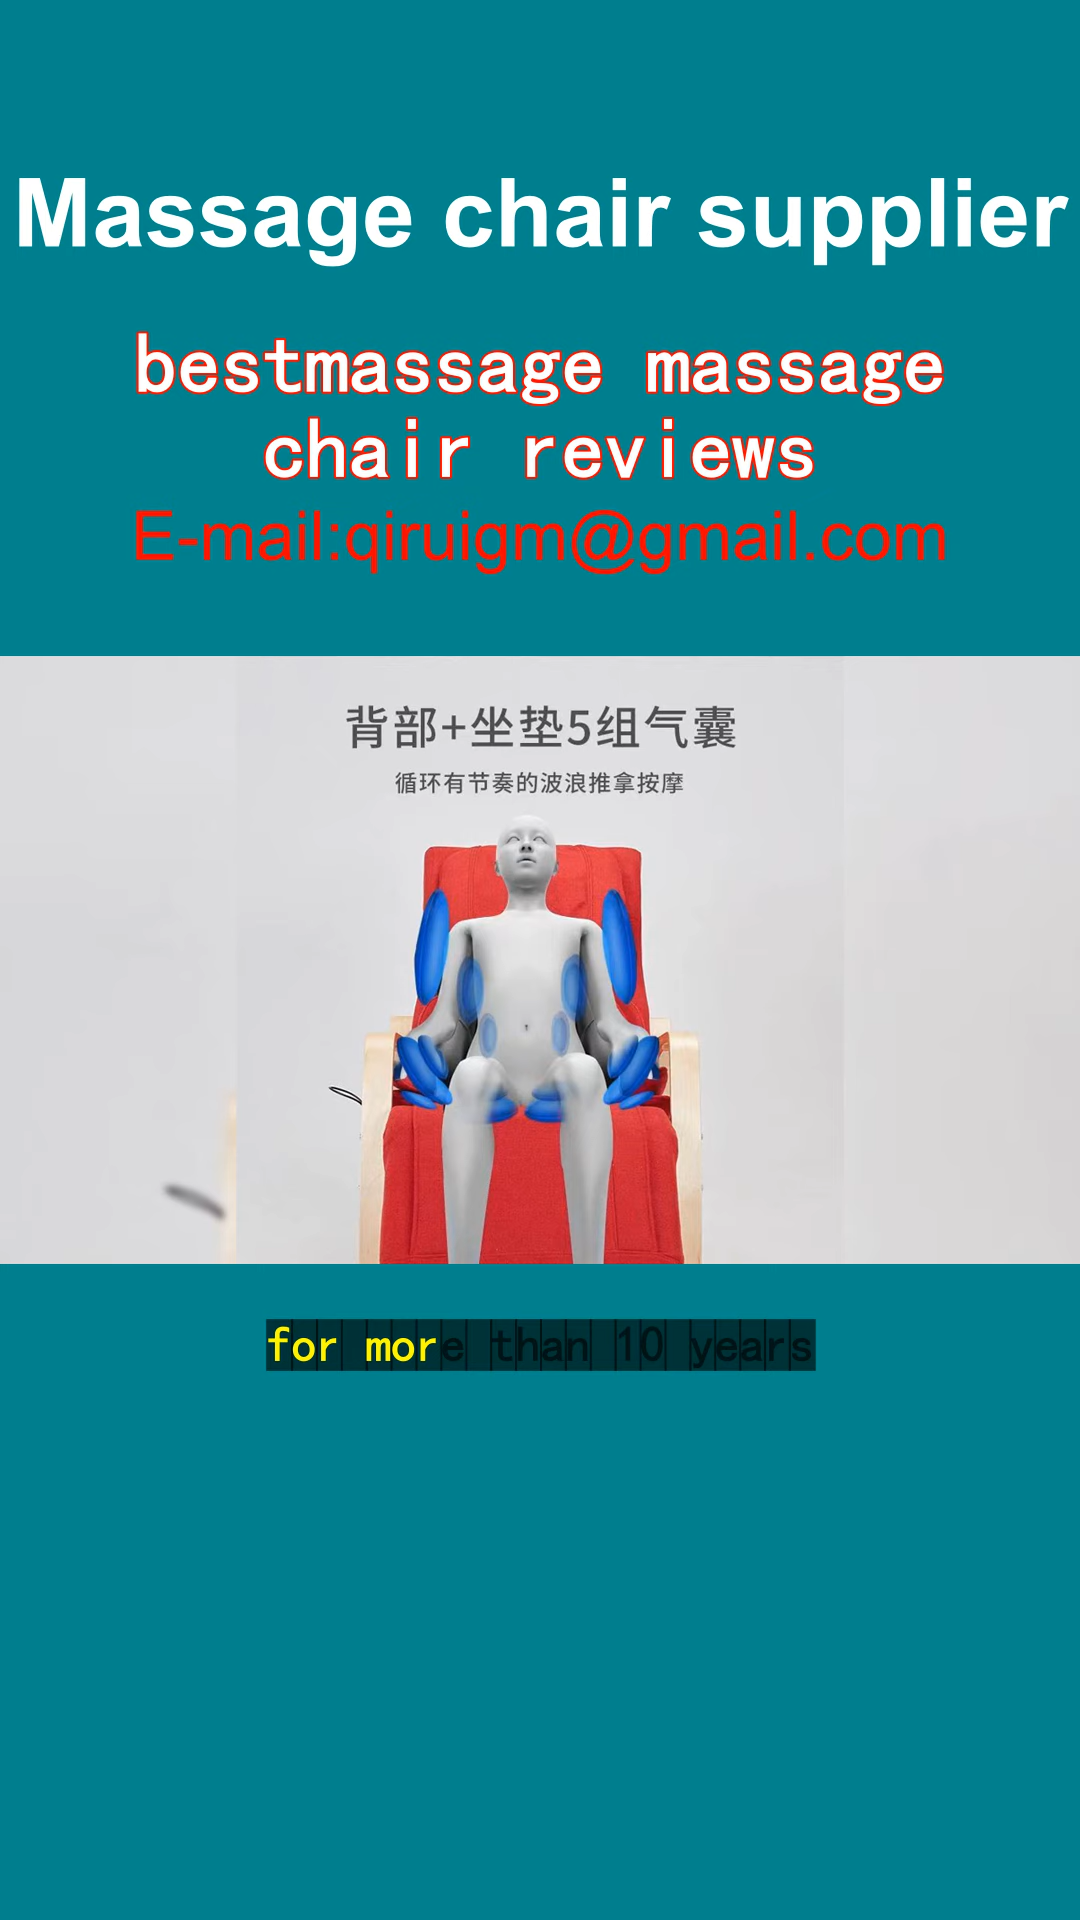 Massage chair supplier
bestmassage massage
chair reviews
E-mail:qiruigm@gmail.com
背部+坐垫5组气囊
循环有节奏的波浪推拿按摩
for more than 10 years